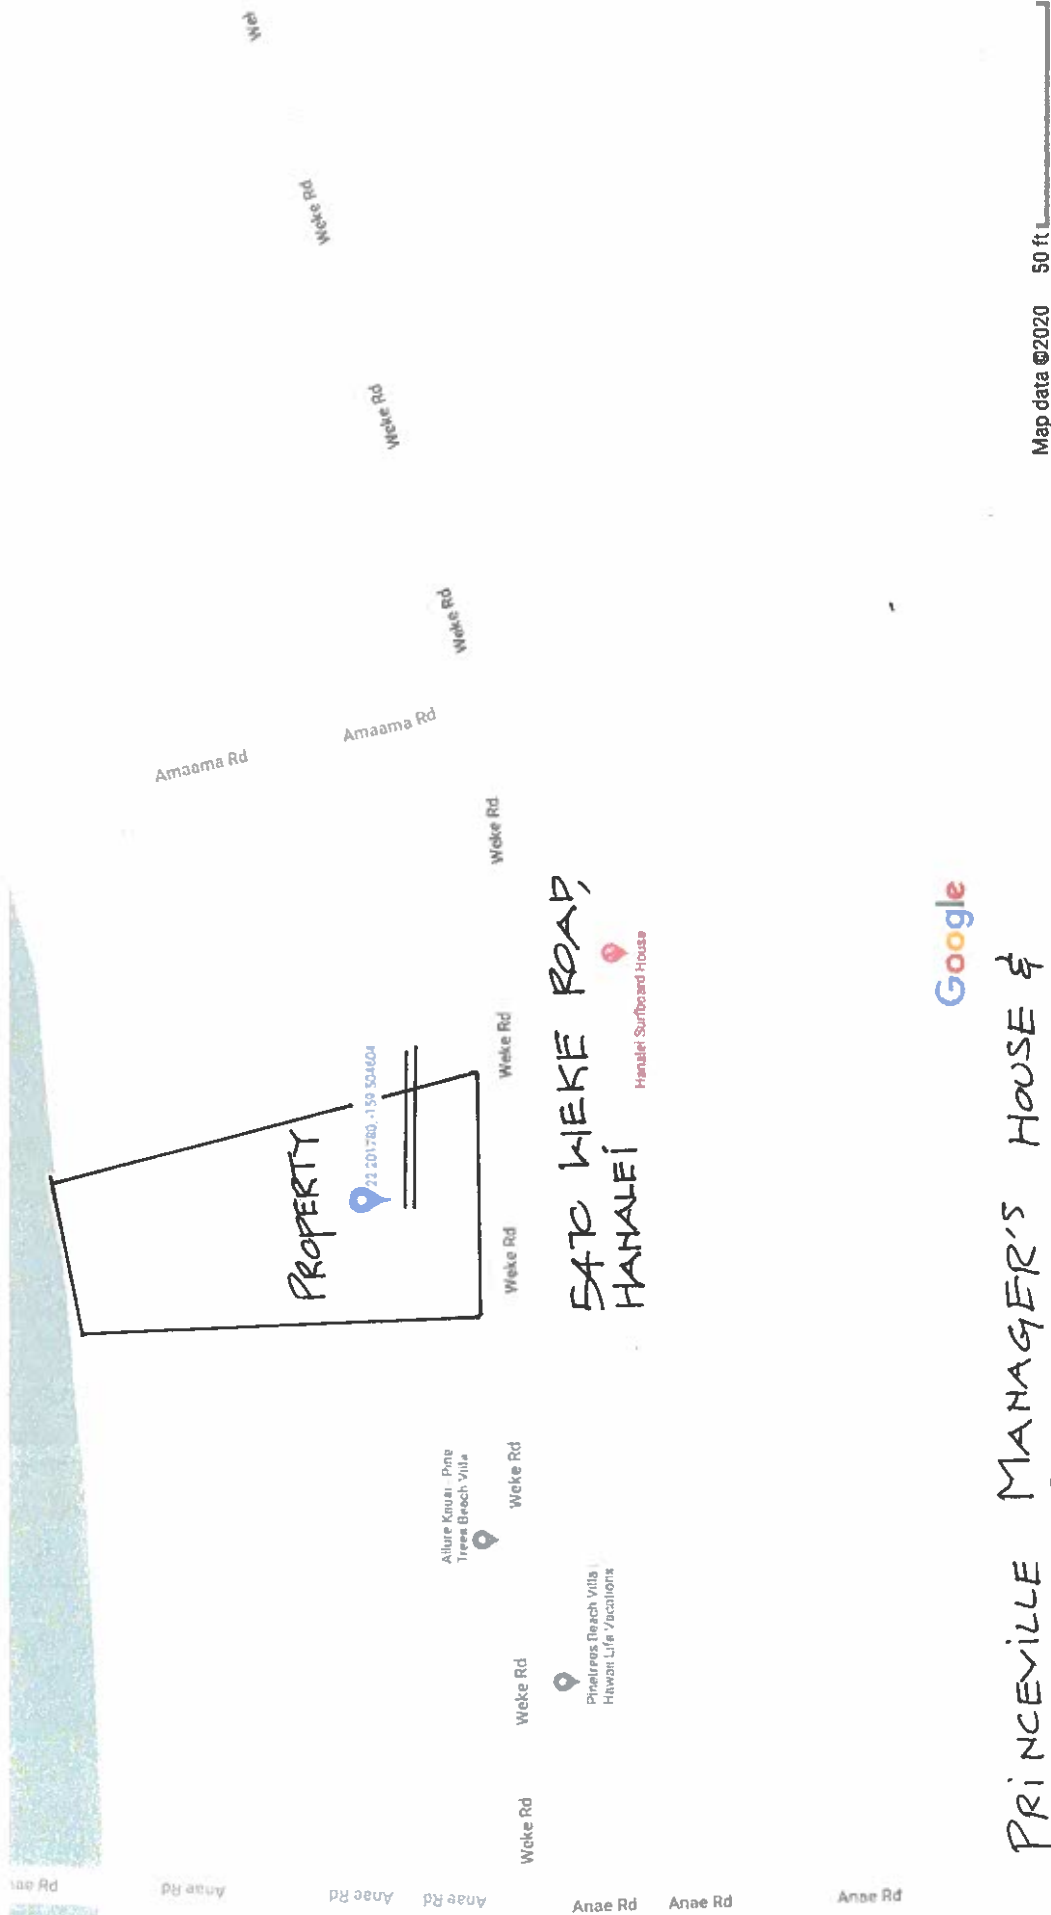 Weke Rd
Weke Rd
Weke Rd
Amaama Rd
Amaama Rd
Weke Rd
PROPERTY
22.201780, -159.504604
Weke Rd
Weke Rd
5470 WEKE ROAD,
HANALEI
Hanalei Surfboard House
Allure Kauai - Pine
Trees Beach Villa
Weke Rd
Pinetrees Beach Villa |
Hawaii Life Vacations
Weke Rd
Weke Rd
Anae Rd
Anae Rd
Anae Rd
Anae Rd
Anae Rd
Anae Rd
Google
PRINCEVILLE MANAGER'S HOUSE &
Map data ©2020
50 ft